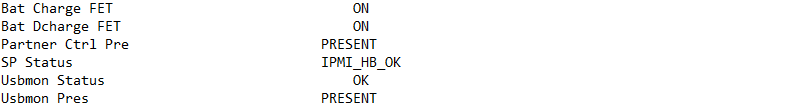 Bat Charge FET ON
Bat Dcharge FET ON
Partner Ctrl Pre PRESENT
SP Status IPMI_HB_OK
Usbmon Status OK
Usbmon Pres PRESENT